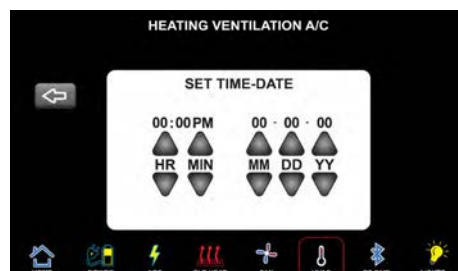 HEATING VENTILATION A/C
SET TIME-DATE
00:00PM 00 - 00 - 00
HR MIN MM DD YY